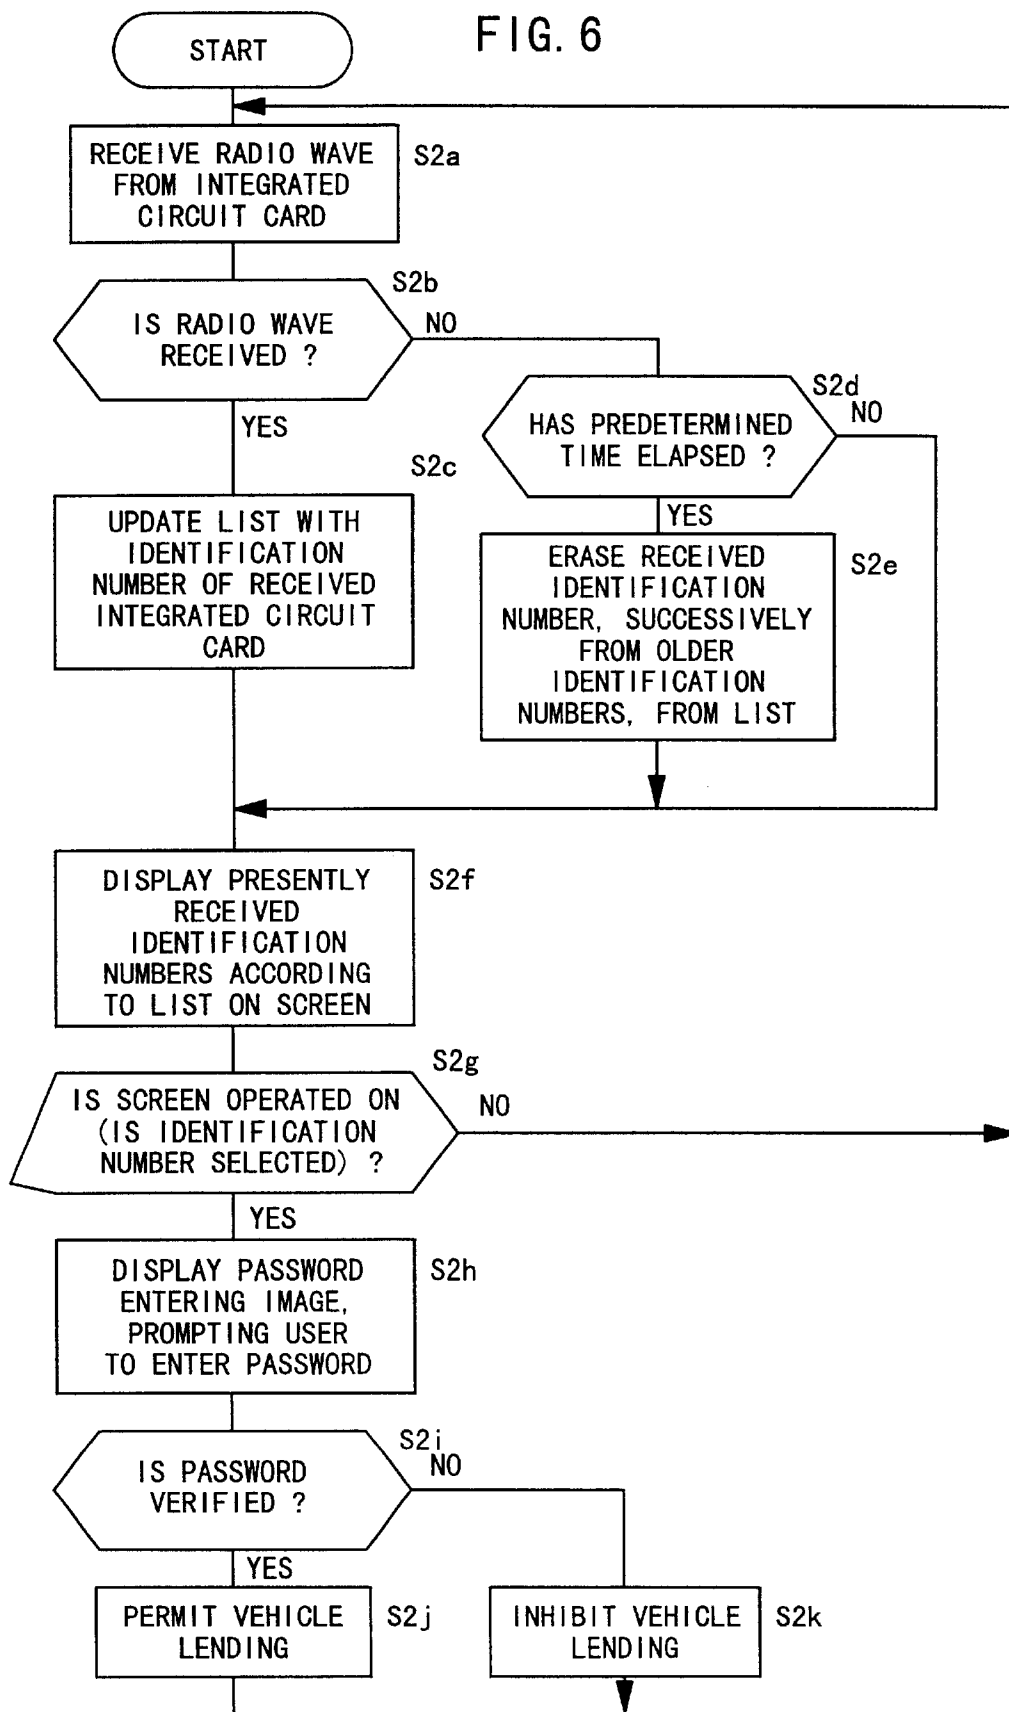 FIG. 6
START
RECEIVE RADIO WAVE
FROM INTEGRATED
CIRCUIT CARD
S2a
S2b
IS RADIO WAVE
RECEIVED ?
NO
YES
S2d
HAS PREDETERMINED
TIME ELAPSED ?
NO
YES
S2c
UPDATE LIST WITH
IDENTIFICATION
NUMBER OF RECEIVED
INTEGRATED CIRCUIT
CARD
ERASE RECEIVED
IDENTIFICATION
NUMBER, SUCCESSIVELY
FROM OLDER
IDENTIFICATION
NUMBERS, FROM LIST
S2e
DISPLAY PRESENTLY
RECEIVED
IDENTIFICATION
NUMBERS ACCORDING
TO LIST ON SCREEN
S2f
S2g
IS SCREEN OPERATED ON
(IS IDENTIFICATION
NUMBER SELECTED) ?
NO
YES
DISPLAY PASSWORD
ENTERING IMAGE,
PROMPTING USER
TO ENTER PASSWORD
S2h
S2i
IS PASSWORD
VERIFIED ?
NO
YES
PERMIT VEHICLE
LENDING
S2j
INHIBIT VEHICLE
LENDING
S2k